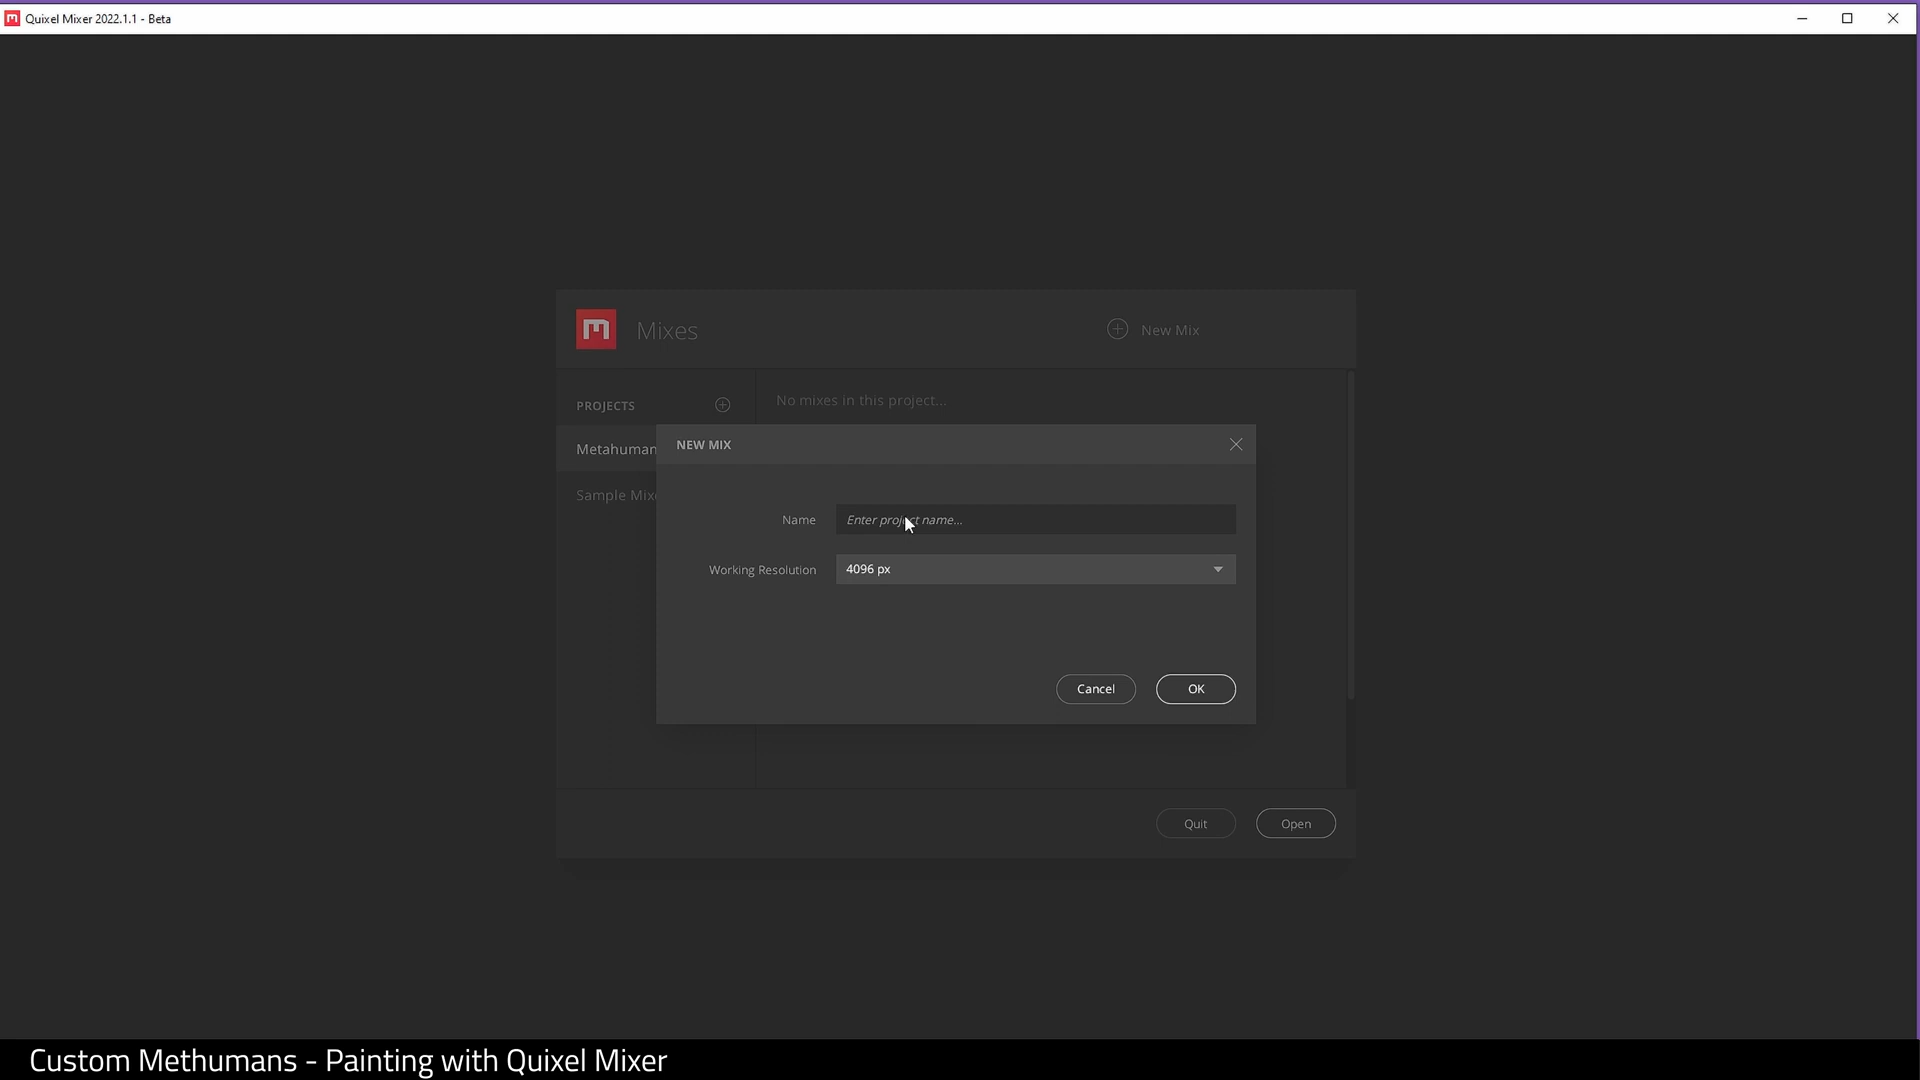 Quixel Mixer 2022.1.1 - Beta
Mixes
New Mix
PROJECTS
No mixes in this project...
Metahuman
Sample Mix
NEW MIX
Name
Enter project name...
Working Resolution
4096 px
Cancel
OK
Quit
Open
Custom Methumans - Painting with Quixel Mixer